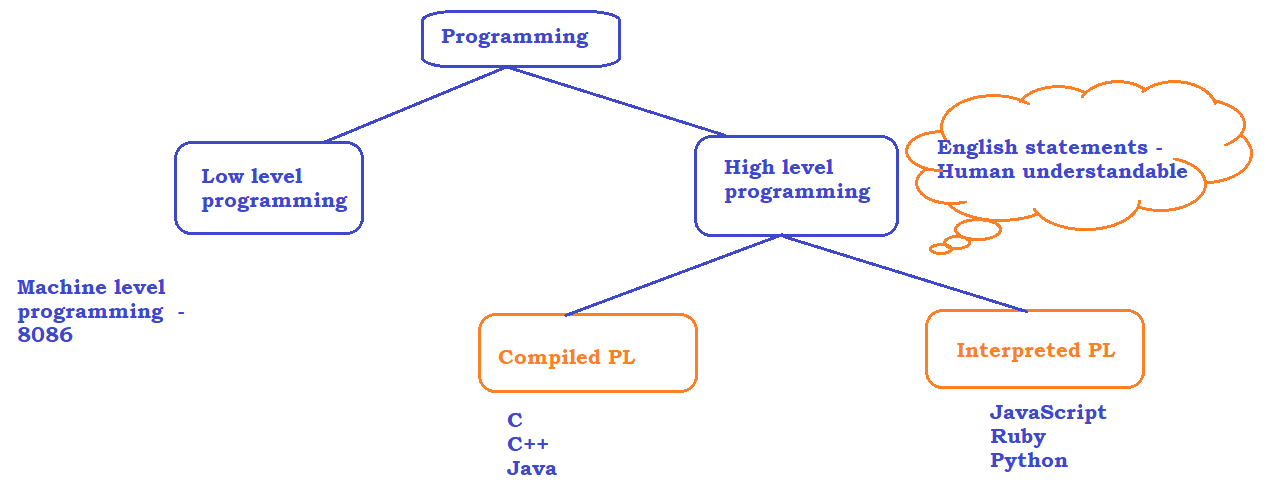 Programming
Low level
programming
High level
programming
English statements -
Human understandable
Machine level
programming  -
8086
Compiled PL
Interpreted PL
C
C++
Java
JavaScript
Ruby
Python